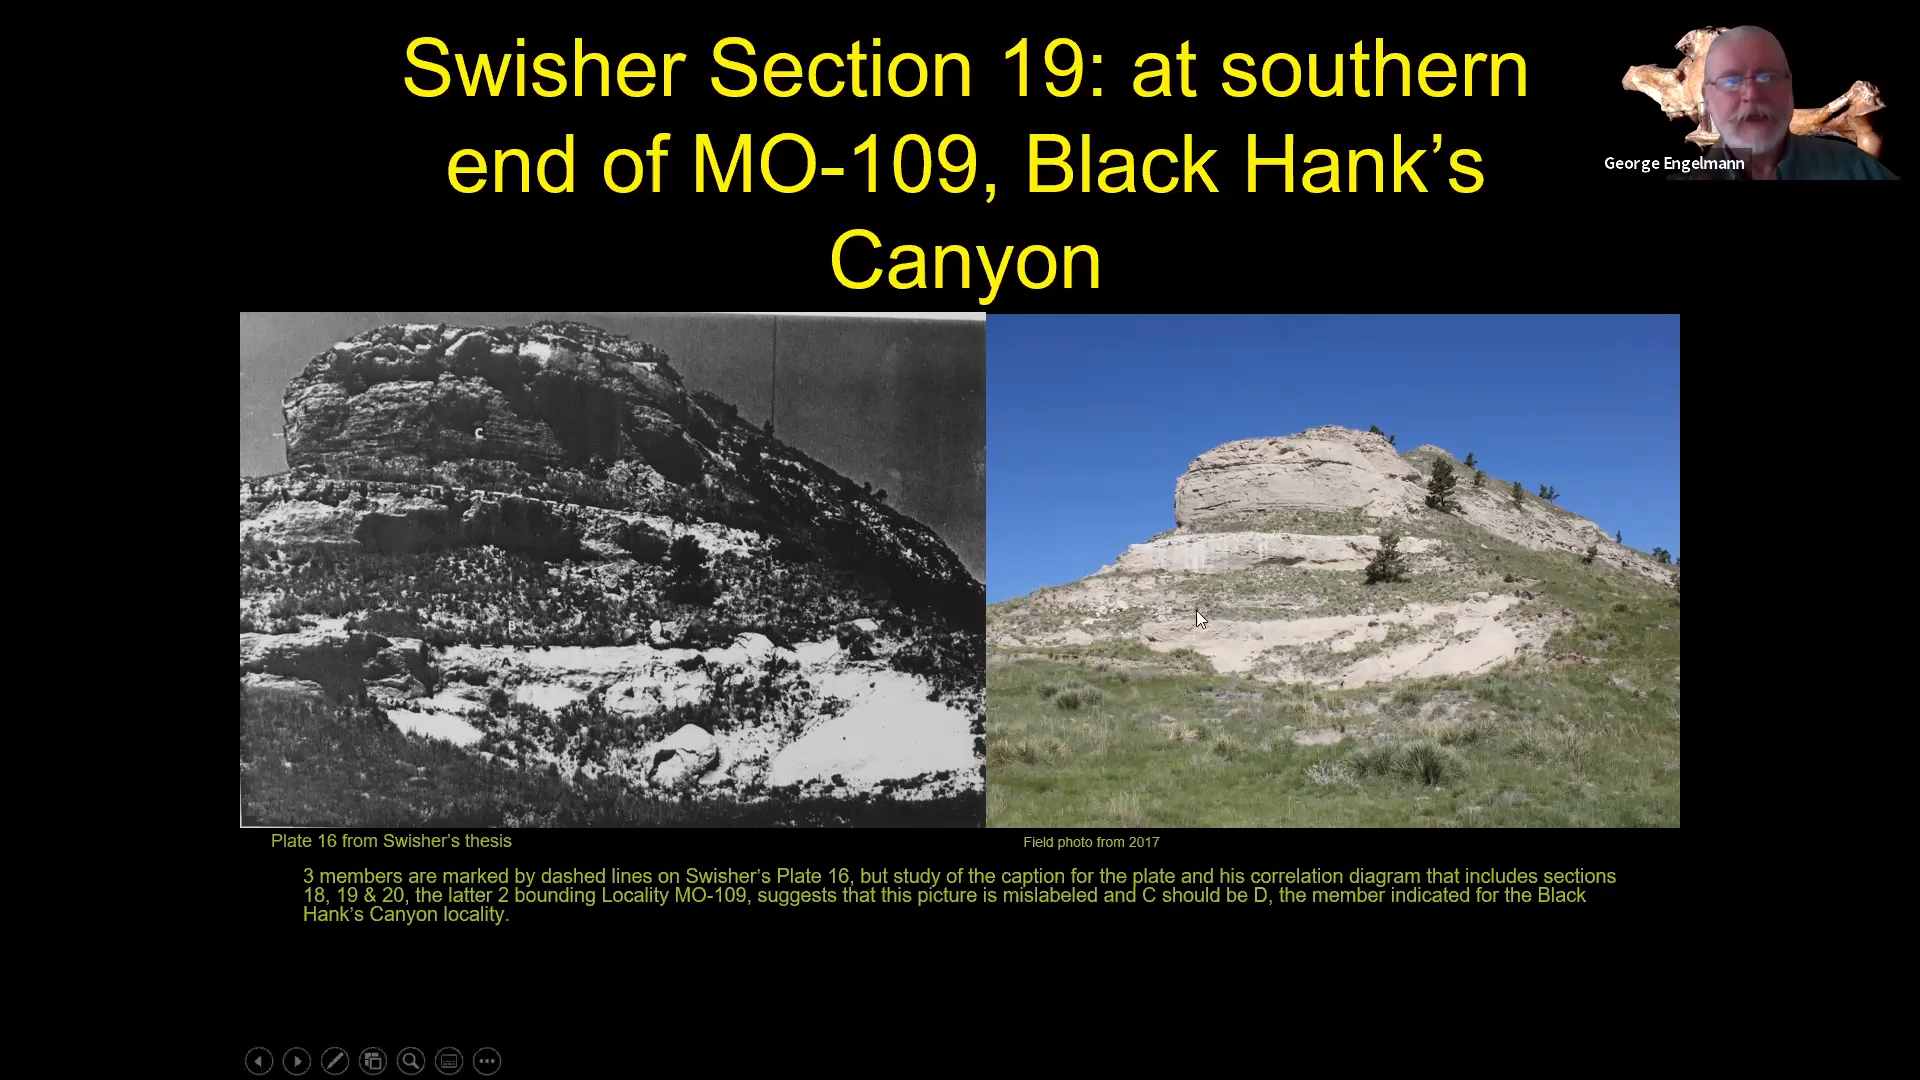 Swisher Section 19: at southern
end of MO-109, Black Hank’s
Canyon
George Engelmann
C
B
A
Plate 16 from Swisher’s thesis
Field photo from 2017
3 members are marked by dashed lines on Swisher’s Plate 16, but study of the caption for the plate and his correlation diagram that includes sections
18, 19 & 20, the latter 2 bounding Locality MO-109, suggests that this picture is mislabeled and C should be D, the member indicated for the Black
Hank’s Canyon locality.